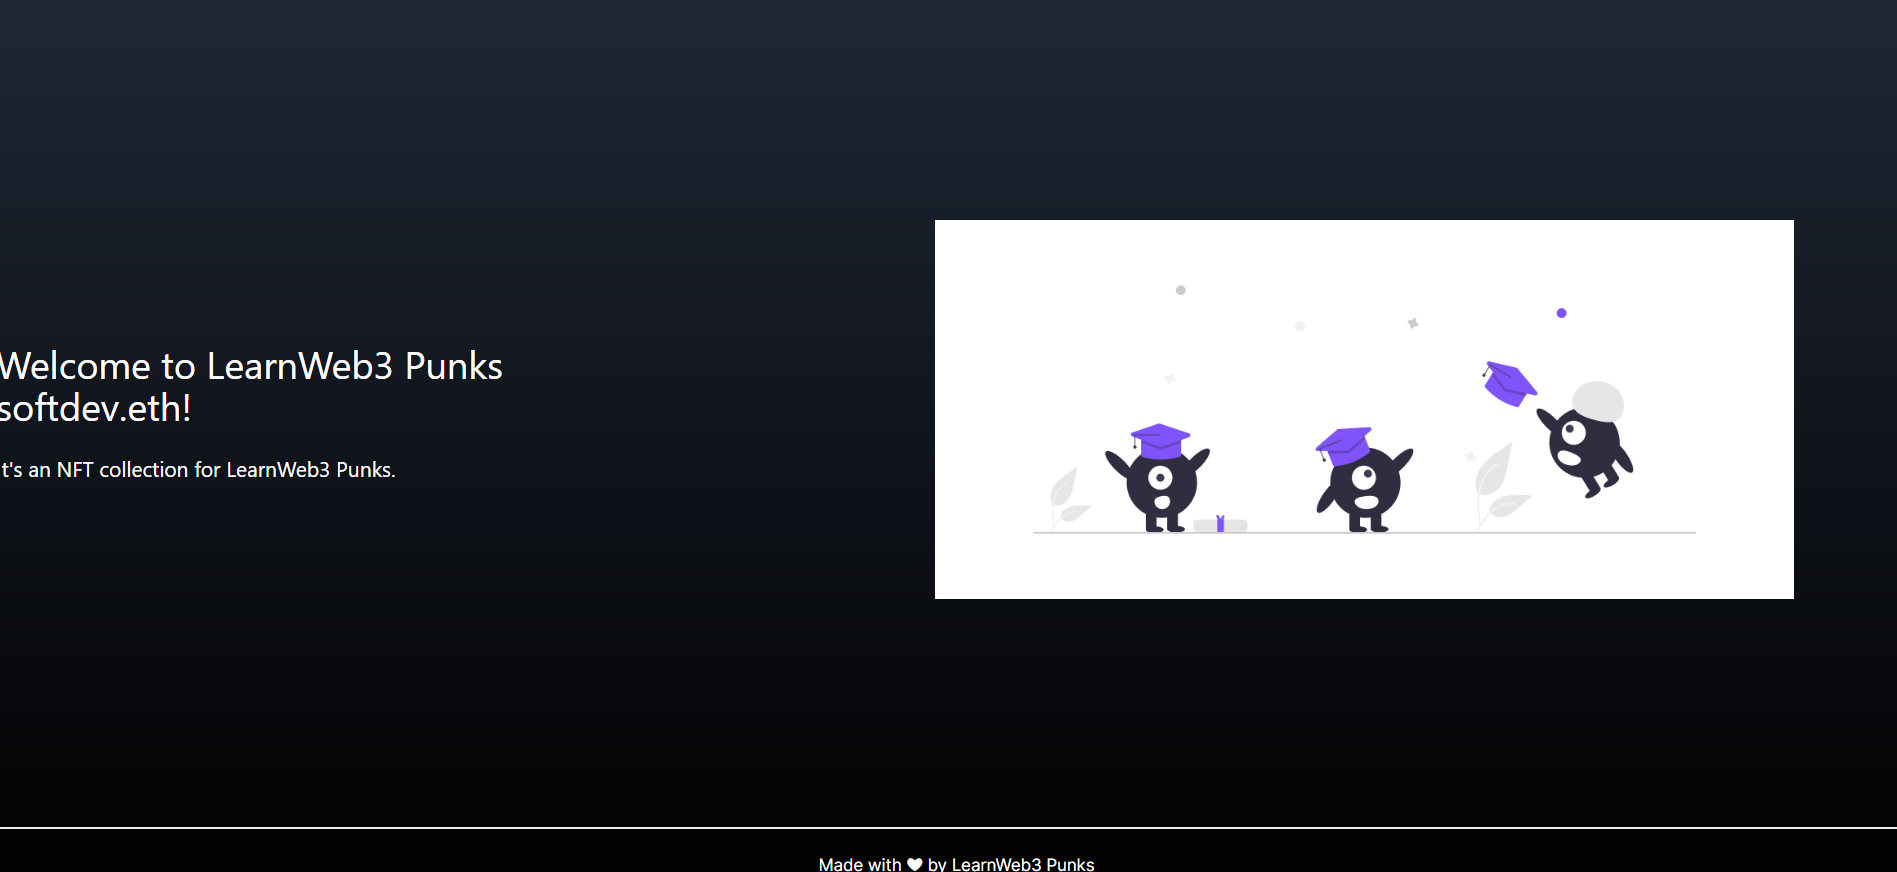 Welcome to LearnWeb3 Punks
softdev.eth!
t's an NFT collection for LearnWeb3 Punks.
Made with ♥ by LearnWeb3 Punks